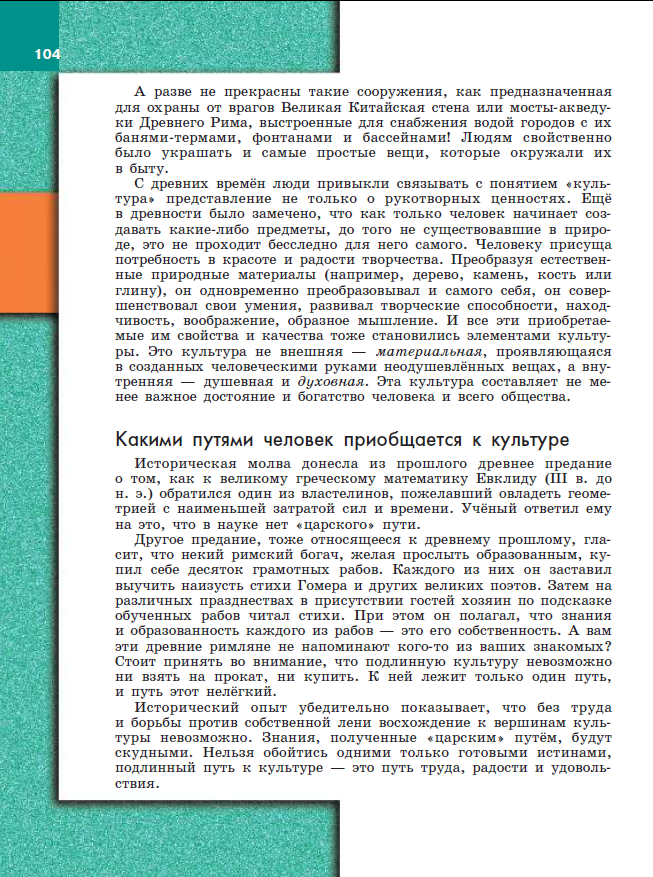 104
А разве не прекрасны такие сооружения, как предназначенная
для охраны от врагов Великая Китайская стена или мосты-акведу-
ки Древнего Рима, выстроенные для снабжения водой городов с их
банями-термами, фонтанами и бассейнами! Людям свойственно
было украшать и самые простые вещи, которые окружали их
в быту.
С древних времён люди привыкли связывать с понятием «куль-
тура» представление не только о рукотворных ценностях. Ещё
в древности было замечено, что как только человек начинает соз-
давать какие-либо предметы, до того не существовавшие в приро-
де, это не проходит бесследно для него самого. Человеку присуща
потребность в красоте и радости творчества. Преобразуя естествен-
ные природные материалы (например, дерево, камень, кость или
глину), он одновременно преобразовывал и самого себя, он совер-
шенствовал свои умения, развивал творческие способности, наход-
чивость, воображение, образное мышление. И все эти приобретае-
мые им свойства и качества тоже становились элементами культу-
ры. Это культура не внешняя — материальная, проявляющаяся
в созданных человеческими руками неодушевлённых вещах, а вну-
тренняя — душевная и духовная. Эта культура составляет не ме-
нее важное достояние и богатство человека и всего общества.
Какими путями человек приобщается к культуре
Историческая молва донесла из прошлого древнее предание
о том, как к великому греческому математику Евклиду (III в. до
н. э.) обратился один из властелинов, пожелавший овладеть геоме-
трией с наименьшей затратой сил и времени. Учёный ответил ему
на это, что в науке нет «царского» пути.
Другое предание, тоже относящееся к древнему прошлому, гла-
сит, что некий римский богач, желая прослыть образованным, ку-
пил себе десяток грамотных рабов. Каждого из них он заставил
выучить наизусть стихи Гомера и других великих поэтов. Затем на
различных празднествах в присутствии гостей хозяин по подсказке
обученных рабов читал стихи. При этом он полагал, что знания
и образованность каждого из рабов — это его собственность. А вам
эти древние римляне не напоминают кого-то из ваших знакомых?
Стоит принять во внимание, что подлинную культуру невозможно
ни взять на прокат, ни купить. К ней лежит только один путь,
и путь этот нелёгкий.
Исторический опыт убедительно показывает, что без труда
и борьбы против собственной лени восхождение к вершинам куль-
туры невозможно. Знания, полученные «царским» путём, будут
скудными. Нельзя обойтись одними только готовыми истинами,
подлинный путь к культуре — это путь труда, радости и удоволь-
ствия.